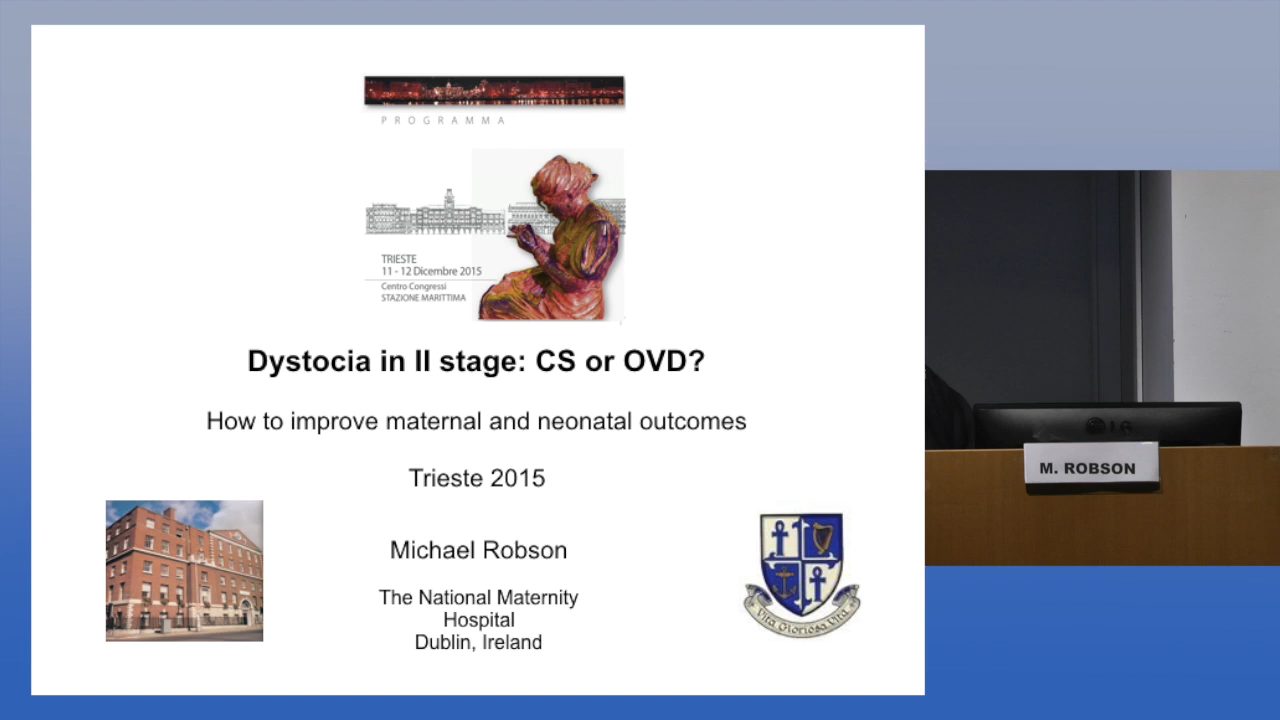 PROGRAMMA
TRIESTE
11 - 12 Dicembre 2015
Centro Congressi
STAZIONE MARITTIMA
Dystocia in II stage: CS or OVD?
How to improve maternal and neonatal outcomes
Trieste 2015
Michael Robson
The National Maternity
Hospital
Dublin, Ireland
Vita Gloriosa Vita
LG
M. ROBSON